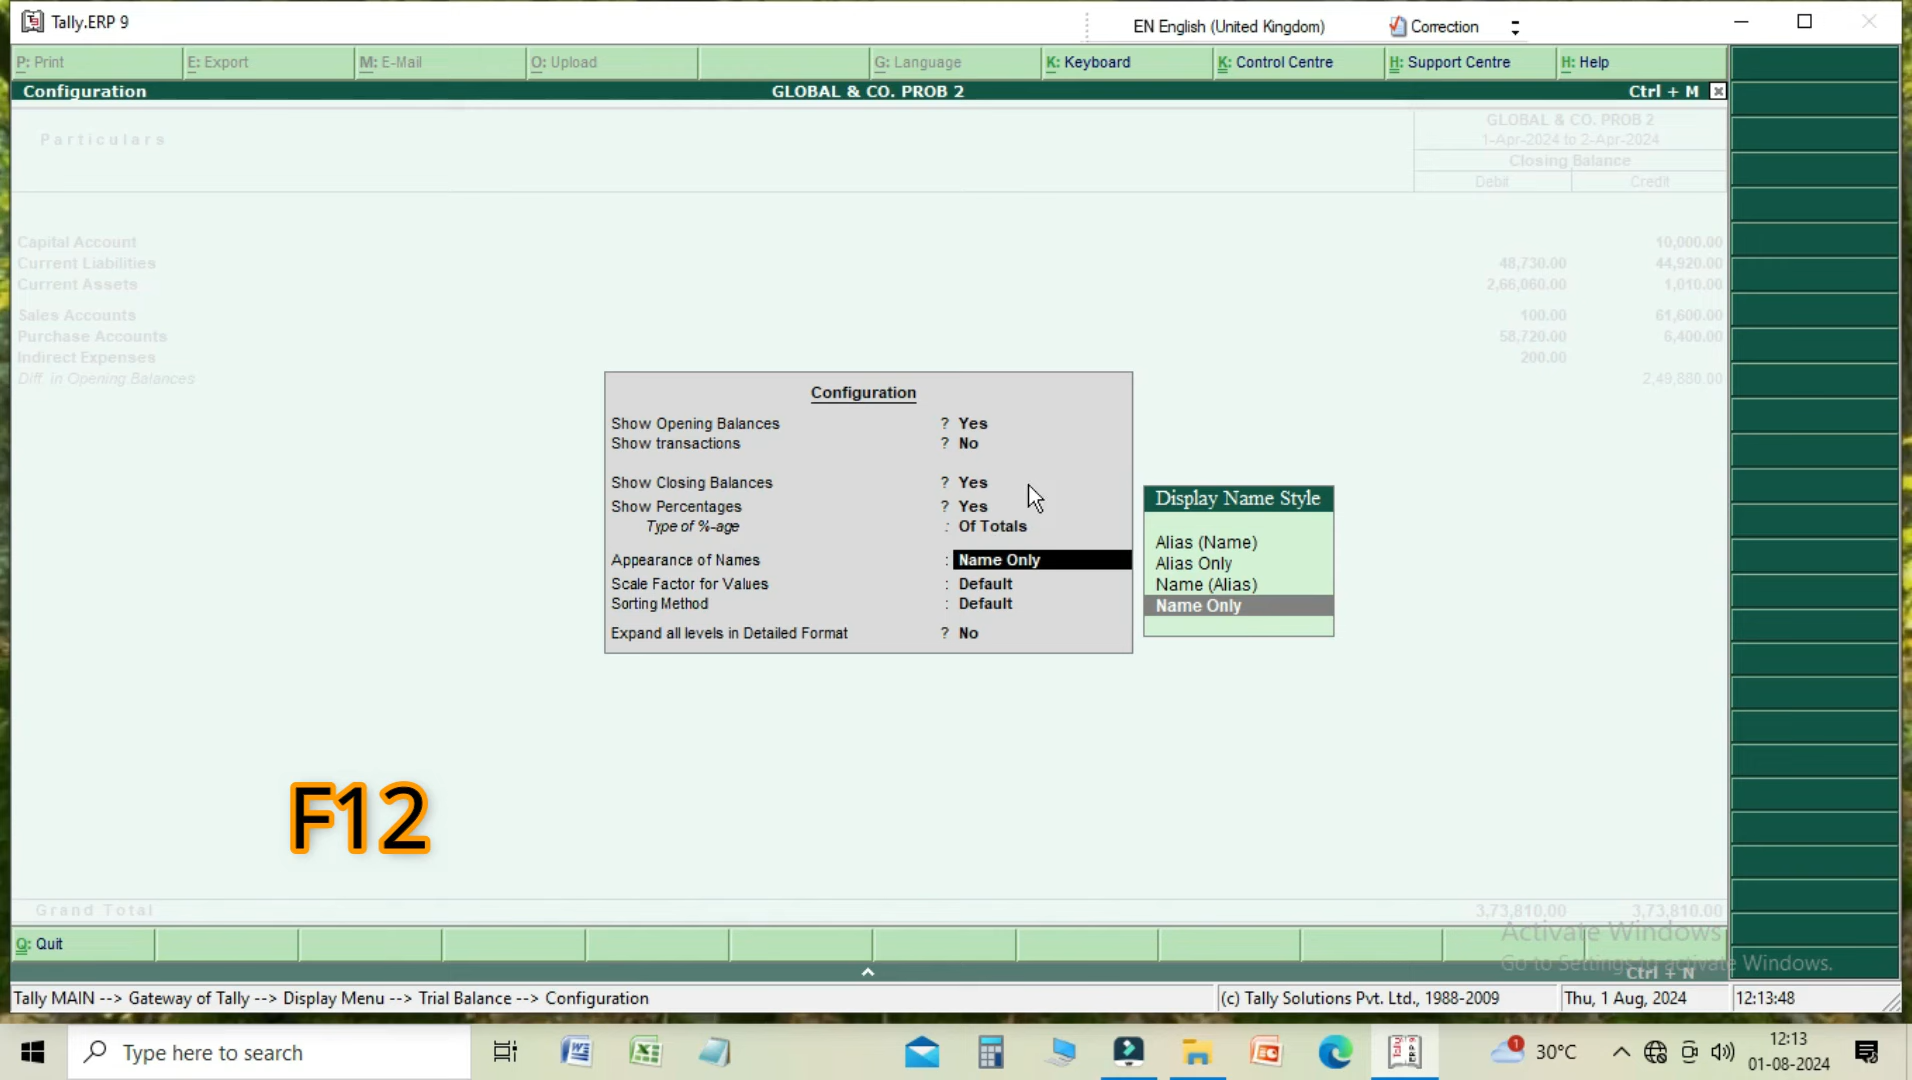 Tally.ERP 9
EN English (United Kingdom) Correction
P: Print E: Export M: E-Mail O: Upload G: Language K: Keyboard K: Control Centre H: Support Centre H: Help
Configuration GLOBAL & CO. PROB 2 Ctrl + M
Particulars
GLOBAL & CO. PROB 2
1-Apr-2024 to 2-Apr-2024
Closing Balance
Debit Credit
Capital Account 10,000.00
Current Liabilities 48,730.00 44,920.00
Current Assets 2,66,060.00 1,010.00
Sales Accounts 100.00 61,600.00
Purchase Accounts 58,720.00 6,400.00
Indirect Expenses 200.00
Diff. in Opening Balances 2,49,880.00
Configuration
Show Opening Balances ? Yes
Show transactions ? No
Show Closing Balances ? Yes
Show Percentages ? Yes
Type of %-age : Of Totals
Appearance of Names : Name Only
Scale Factor for Values : Default
Sorting Method : Default
Expand all levels in Detailed Format ? No
Display Name Style
Alias (Name)
Alias Only
Name (Alias)
Name Only
F12
Grand Total 3,73,810.00 3,73,810.00
Activate Windows
Go to Settings to activate Windows.
Q: Quit
Ctrl + N
Tally MAIN --> Gateway of Tally --> Display Menu --> Trial Balance --> Configuration (c) Tally Solutions Pvt. Ltd., 1988-2009 Thu, 1 Aug, 2024 12:13:48
Type here to search 1 30°C 12:13
01-08-2024